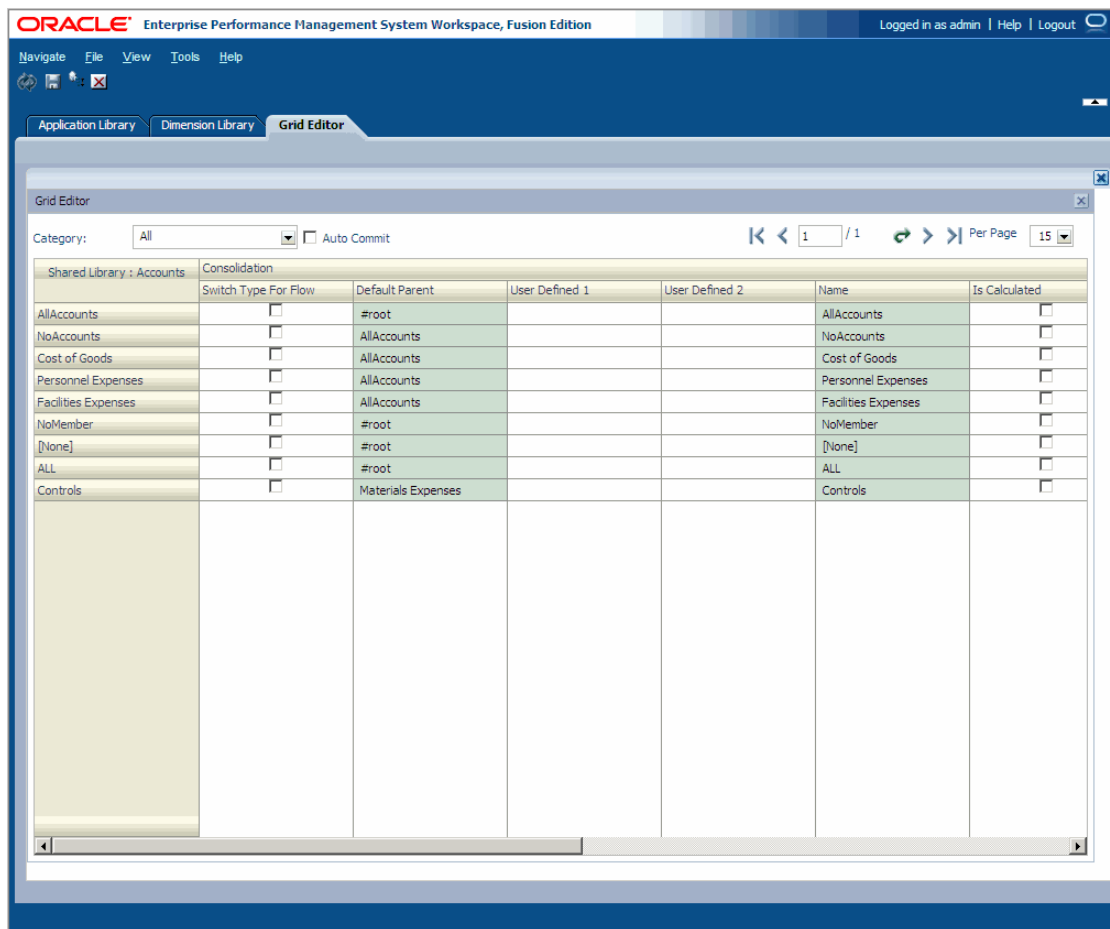 ORACLE® Enterprise Performance Management System Workspace, Fusion Edition Logged in as admin | Help | Logout
Navigate File View Tools Help
Application Library Dimension Library Grid Editor
Grid Editor
Category: All Auto Commit 1 / 1 Per Page 15
Shared Library : Accounts Consolidation
Switch Type For Flow Default Parent User Defined 1 User Defined 2 Name Is Calculated
AllAccounts #root AllAccounts
NoAccounts AllAccounts NoAccounts
Cost of Goods AllAccounts Cost of Goods
Personnel Expenses AllAccounts Personnel Expenses
Facilities Expenses AllAccounts Facilities Expenses
NoMember #root NoMember
[None] #root [None]
ALL #root ALL
Controls Materials Expenses Controls